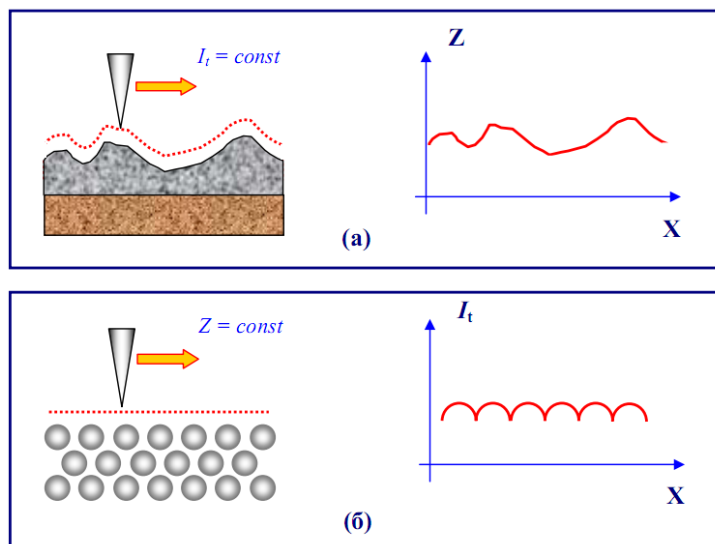 I_t = const
Z
X
(а)
Z = const
I_t
X
(б)